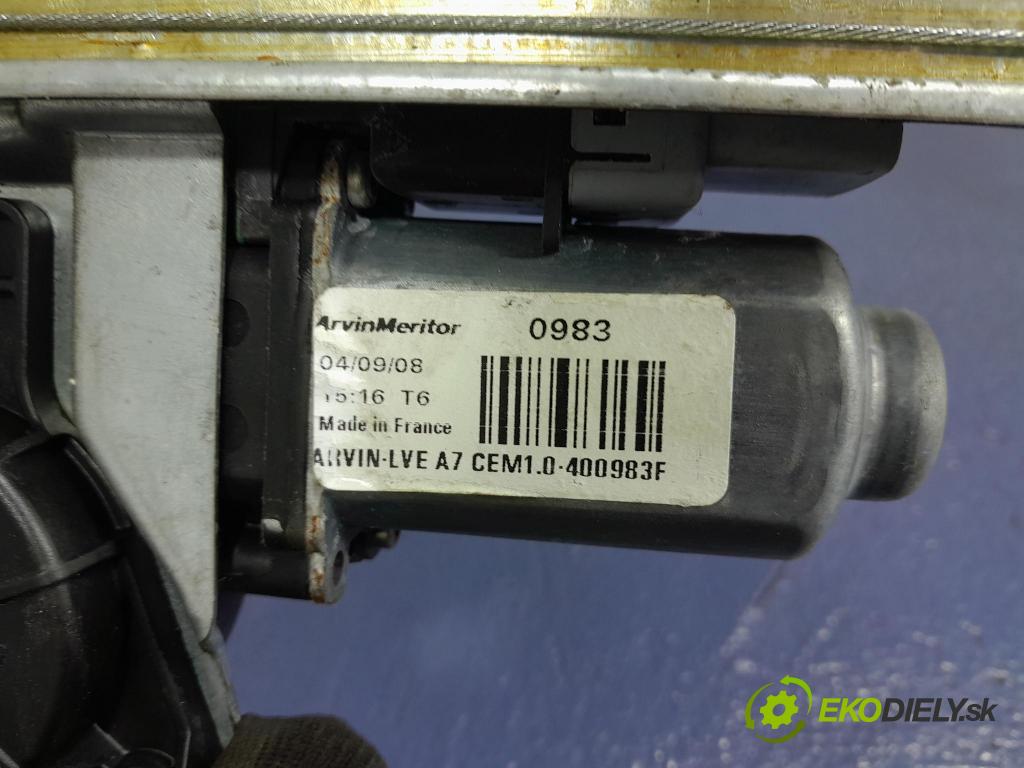 ArvinMeritor 0983
04/09/08
15:16 T6
Made in France
ARVIN-LVE A7 CEM1.0-400983F
EKODIELY.sk